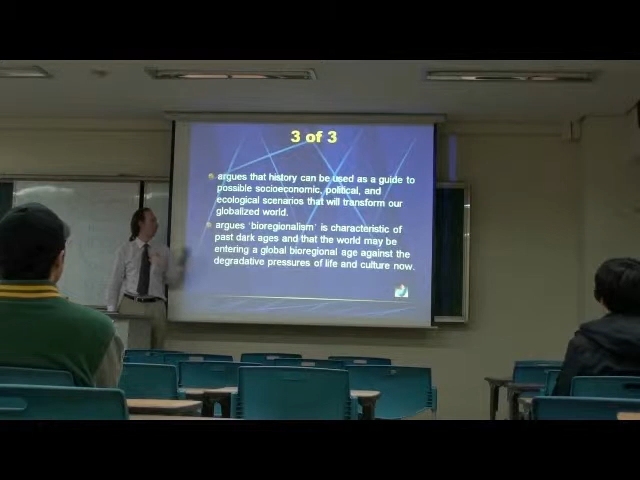 3 of 3
argues that history can be used as a guide to
possible socioeconomic, political, and
ecological scenarios that will transform our
globalized world.
argues 'bioregionalism' is characteristic of
past dark ages and that the world may be
entering a global bioregional age against the
degradative pressures of life and culture now.